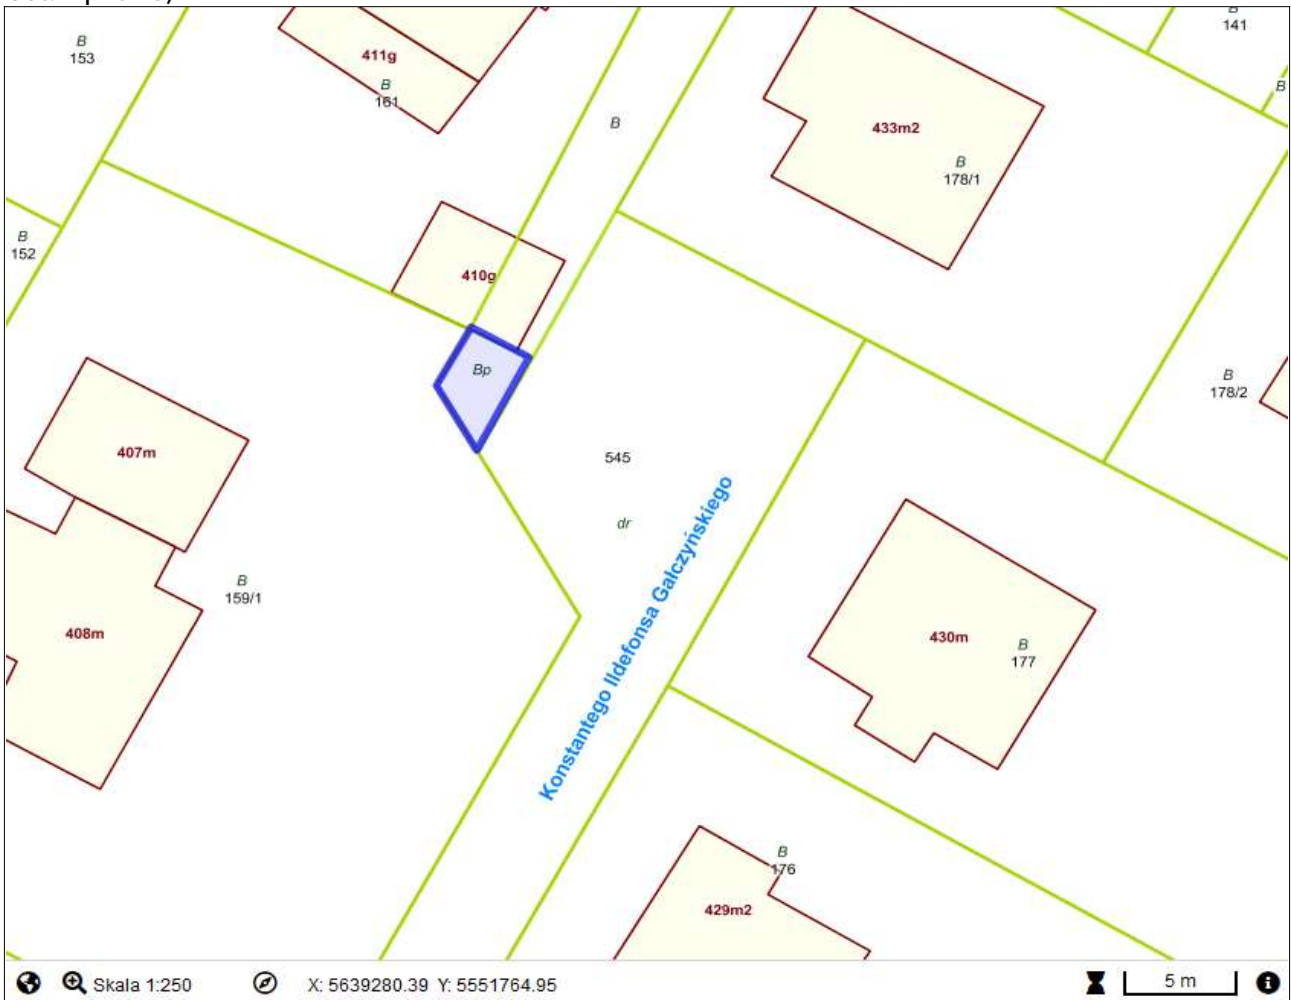 B
141
B
153
411g
B
161
B
B
433m2
B
178/1
B
152
410g
Bp
B
178/2
407m
545
Konstantego Ildefonsa Gałczyńskiego
dr
B
159/1
408m
430m
B
177
B
176
429m2
Skala 1:250
X: 5639280.39 Y: 5551764.95
5 m